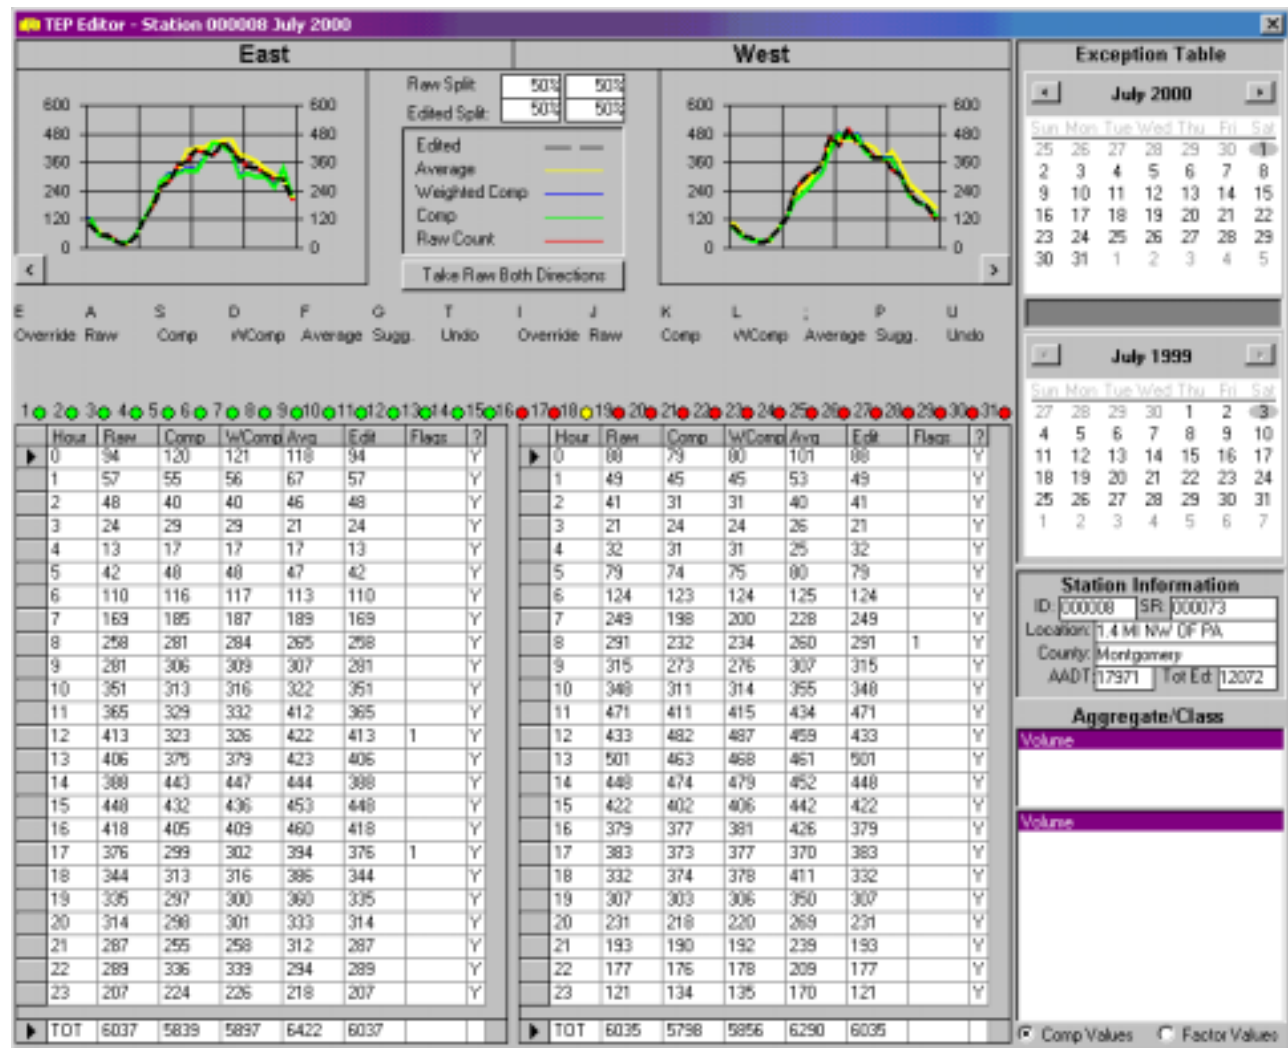 TEP Editor - Station 000008 July 2000
East
West
Exception Table
Raw Split: 50% 50%
Edited Split: 50% 50%
Edited
Average
Weighted Comp
Comp
Raw Count
Take Raw Both Directions
600 600
480 480
360 360
240 240
120 120
0 0
600 600
480 480
360 360
240 240
120 120
0 0
< >
July 2000
Sun Mon Tue Wed Thu Fri Sat
25 26 27 28 29 30 1
2 3 4 5 6 7 8
9 10 11 12 13 14 15
16 17 18 19 20 21 22
23 24 25 26 27 28 29
30 31 1 2 3 4 5
E A S D F G T I J K L ; P U
Override Raw Comp WComp Average Sugg. Undo Override Raw Comp WComp Average Sugg. Undo
July 1999
Sun Mon Tue Wed Thu Fri Sat
27 28 29 30 1 2 3
4 5 6 7 8 9 10
11 12 13 14 15 16 17
18 19 20 21 22 23 24
25 26 27 28 29 30 31
1 2 3 4 5 6 7
1 2 3 4 5 6 7 8 9 10 11 12 13 14 15 16 17 18 19 20 21 22 23 24 25 26 27 28 29 30 31
Hour Raw Comp WComp Avg Edit Flags ?
0 94 120 121 118 94 Y
1 57 55 56 67 57 Y
2 48 40 40 46 48 Y
3 24 29 29 21 24 Y
4 13 17 17 17 13 Y
5 42 48 48 47 42 Y
6 110 116 117 113 110 Y
7 169 185 187 189 169 Y
8 258 281 284 265 258 Y
9 281 306 309 307 281 Y
10 351 313 316 322 351 Y
11 365 329 332 412 365 Y
12 413 323 326 422 413 1 Y
13 406 375 379 423 406 Y
14 388 443 447 444 388 Y
15 448 432 436 453 448 Y
16 418 405 409 460 418 Y
17 376 299 302 394 376 1 Y
18 344 313 316 386 344 Y
19 335 297 300 360 335 Y
20 314 298 301 333 314 Y
21 287 255 258 312 287 Y
22 289 336 339 294 289 Y
23 207 224 226 218 207 Y
TOT 6037 5839 5897 6422 6037
Hour Raw Comp WComp Avg Edit Flags ?
0 88 79 80 101 88 Y
1 49 45 45 53 49 Y
2 41 31 31 40 41 Y
3 21 24 24 26 21 Y
4 32 31 31 25 32 Y
5 79 74 75 80 79 Y
6 124 123 124 125 124 Y
7 249 198 200 228 249 Y
8 291 232 234 260 291 1 Y
9 315 273 276 307 315 Y
10 348 311 314 355 348 Y
11 471 411 415 434 471 Y
12 433 482 487 459 433 Y
13 501 463 468 461 501 Y
14 448 474 479 452 448 Y
15 422 402 406 442 422 Y
16 379 377 381 426 379 Y
17 383 373 377 370 383 Y
18 332 374 378 411 332 Y
19 307 303 306 350 307 Y
20 231 218 220 269 231 Y
21 193 190 192 239 193 Y
22 177 176 178 209 177 Y
23 121 134 135 170 121 Y
TOT 6035 5798 5856 6290 6035
Station Information
ID: 000008 SR: 000073
Location: 1.4 MI NW OF PA
County: Montgomery
AADT: 17971 Tot Ed: 12072
Aggregate/Class
Volume
Volume
Comp Values Factor Values